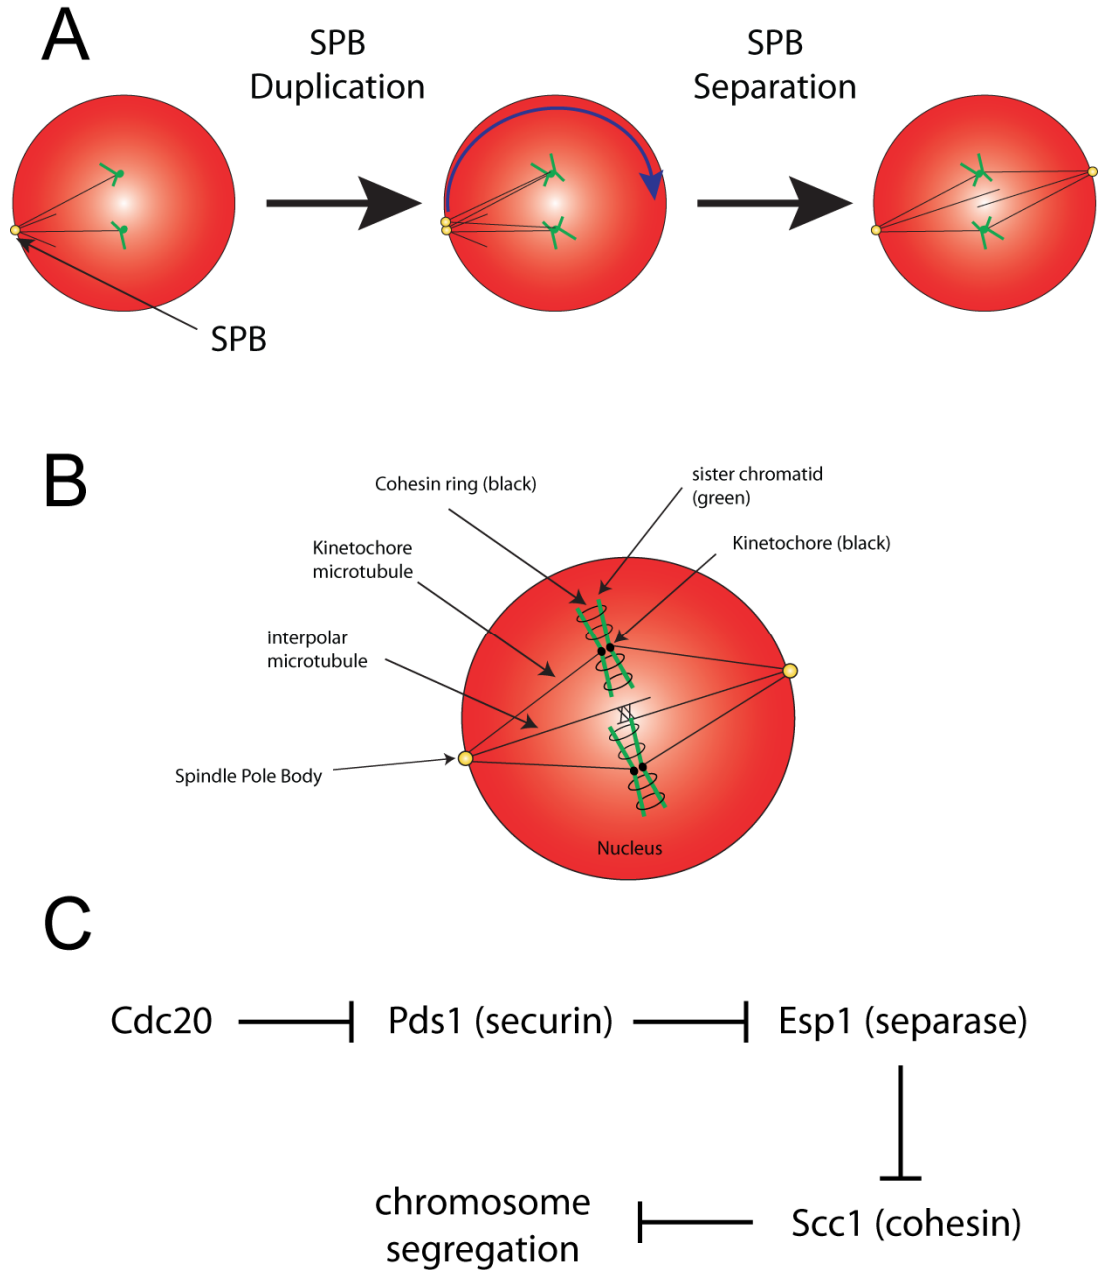 A
SPB
Duplication
SPB
Separation
SPB
B
Cohesin ring (black)
sister chromatid
(green)
Kinetochore (black)
Kinetochore
microtubule
interpolar
microtubule
Spindle Pole Body
Nucleus
C
Cdc20
Pds1 (securin)
Esp1 (separase)
chromosome
segregation
Scc1 (cohesin)